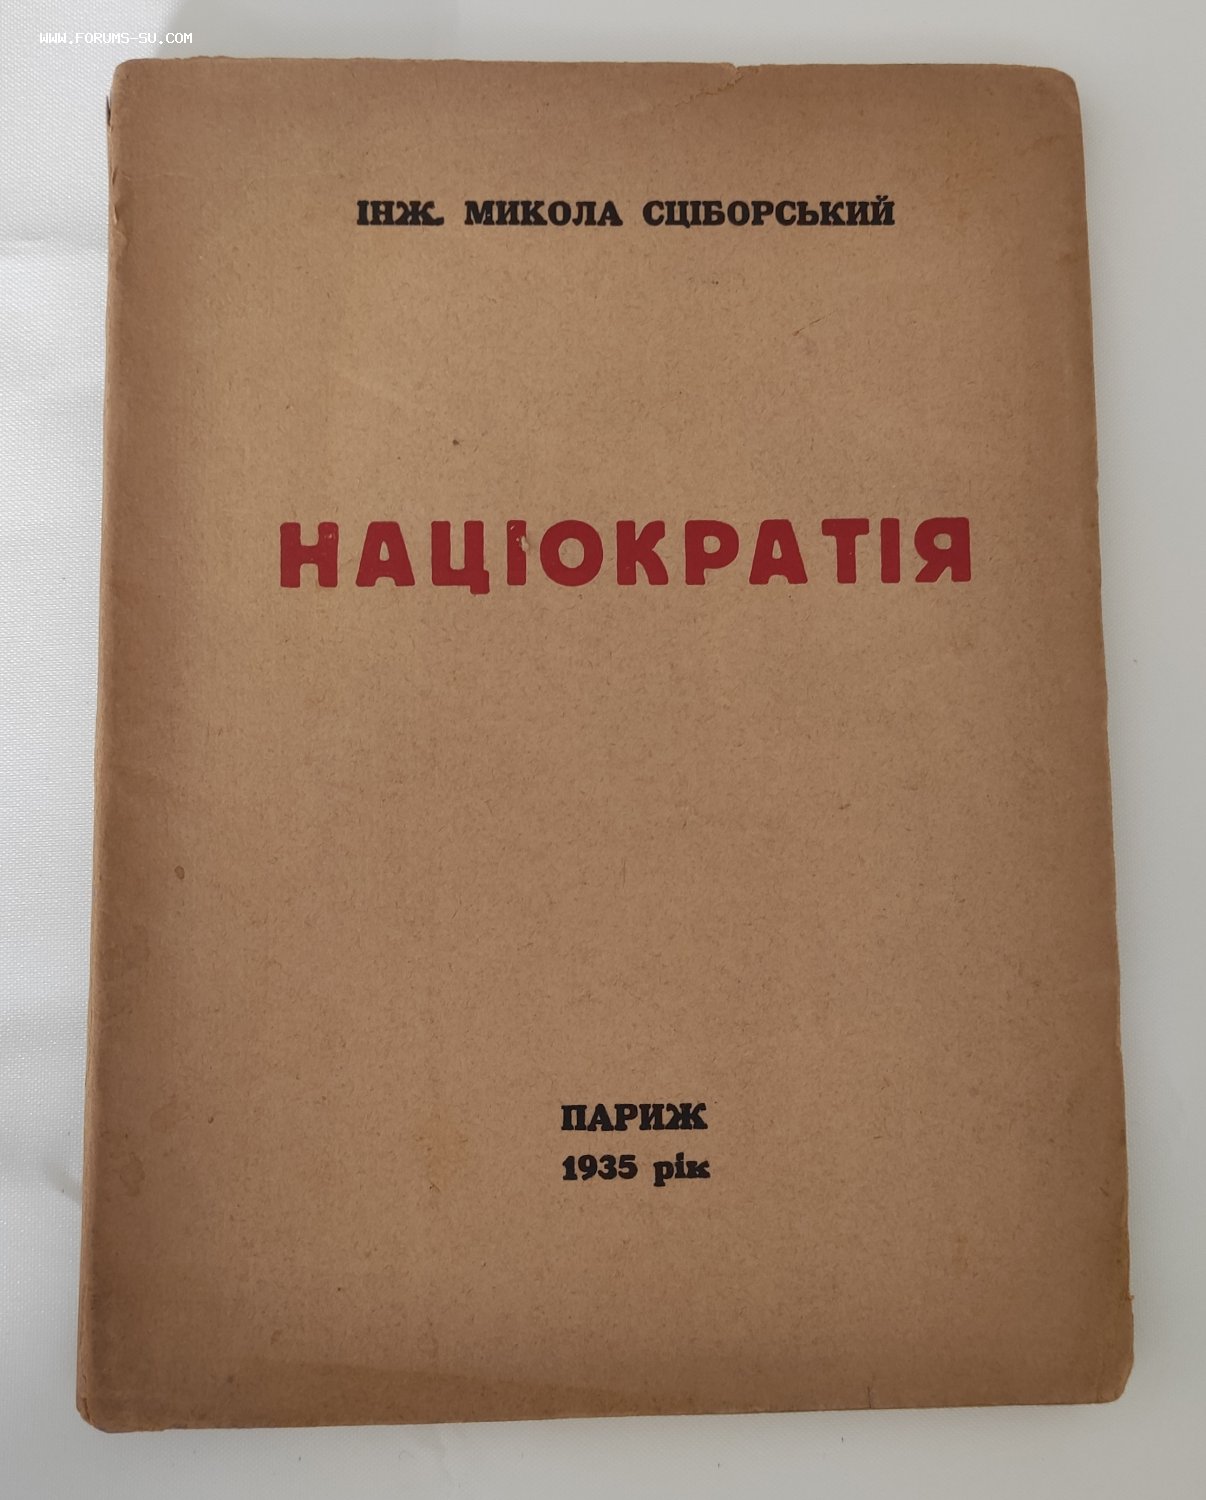 WWW.FORUMS-SU.COM
ІНЖ. МИКОЛА СЦІБОРСЬКИЙ
НАЦІОКРАТІЯ
ПАРИЖ
1935 рік